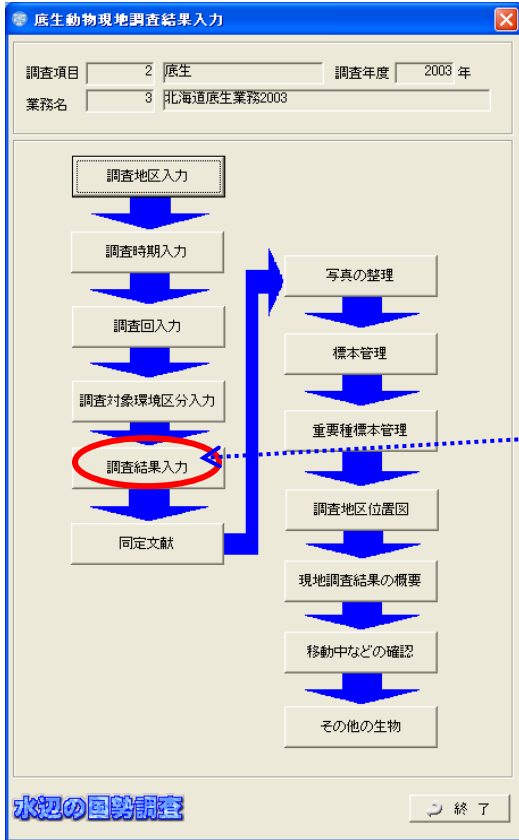 底生動物現地調査結果入力
調査項目 2 底生 調査年度 2003 年
業務名 3 北海道底生業務2003
調査地区入力
調査時期入力
調査回入力
調査対象環境区分入力
調査結果入力
同定文献
写真の整理
標本管理
重要種標本管理
調査地区位置図
現地調査結果の概要
移動中などの確認
その他の生物
水辺の国勢調査
終 了